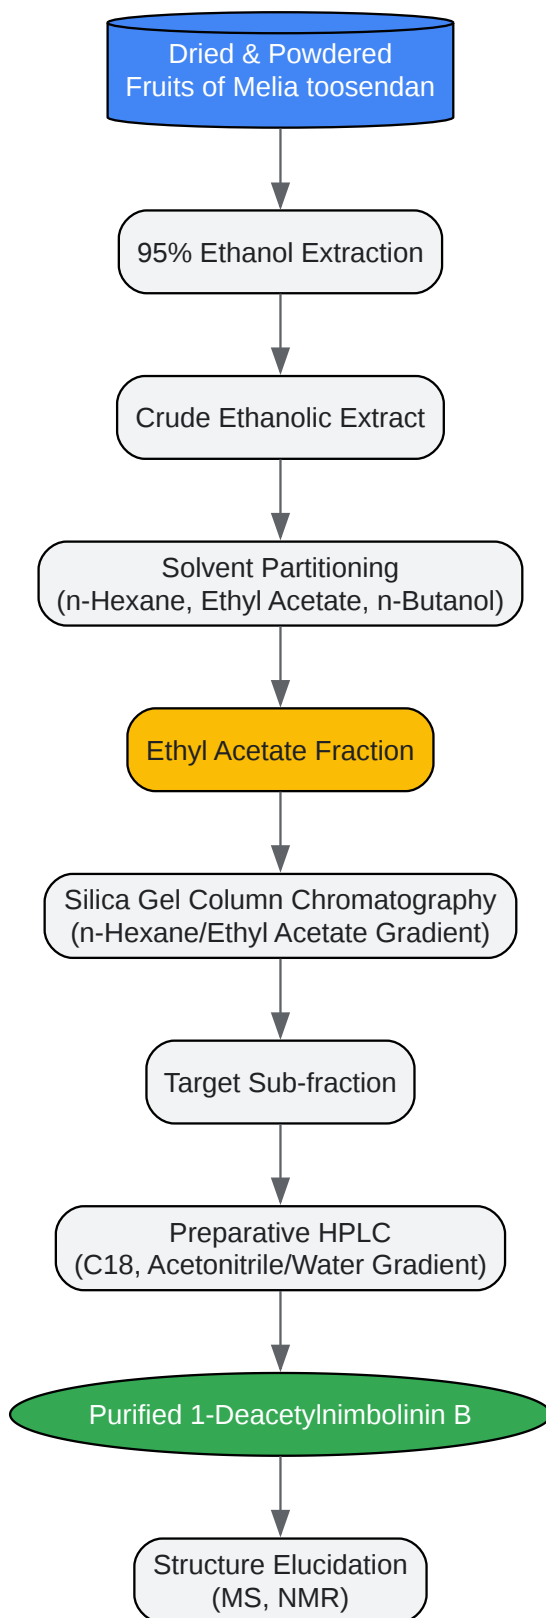 Dried & Powdered
Fruits of Melia toosendan
95% Ethanol Extraction
Crude Ethanolic Extract
Solvent Partitioning
(n-Hexane, Ethyl Acetate, n-Butanol)
Ethyl Acetate Fraction
Silica Gel Column Chromatography
(n-Hexane/Ethyl Acetate Gradient)
Target Sub-fraction
Preparative HPLC
(C18, Acetonitrile/Water Gradient)
Purified 1-Deacetylnimbolinin B
Structure Elucidation
(MS, NMR)